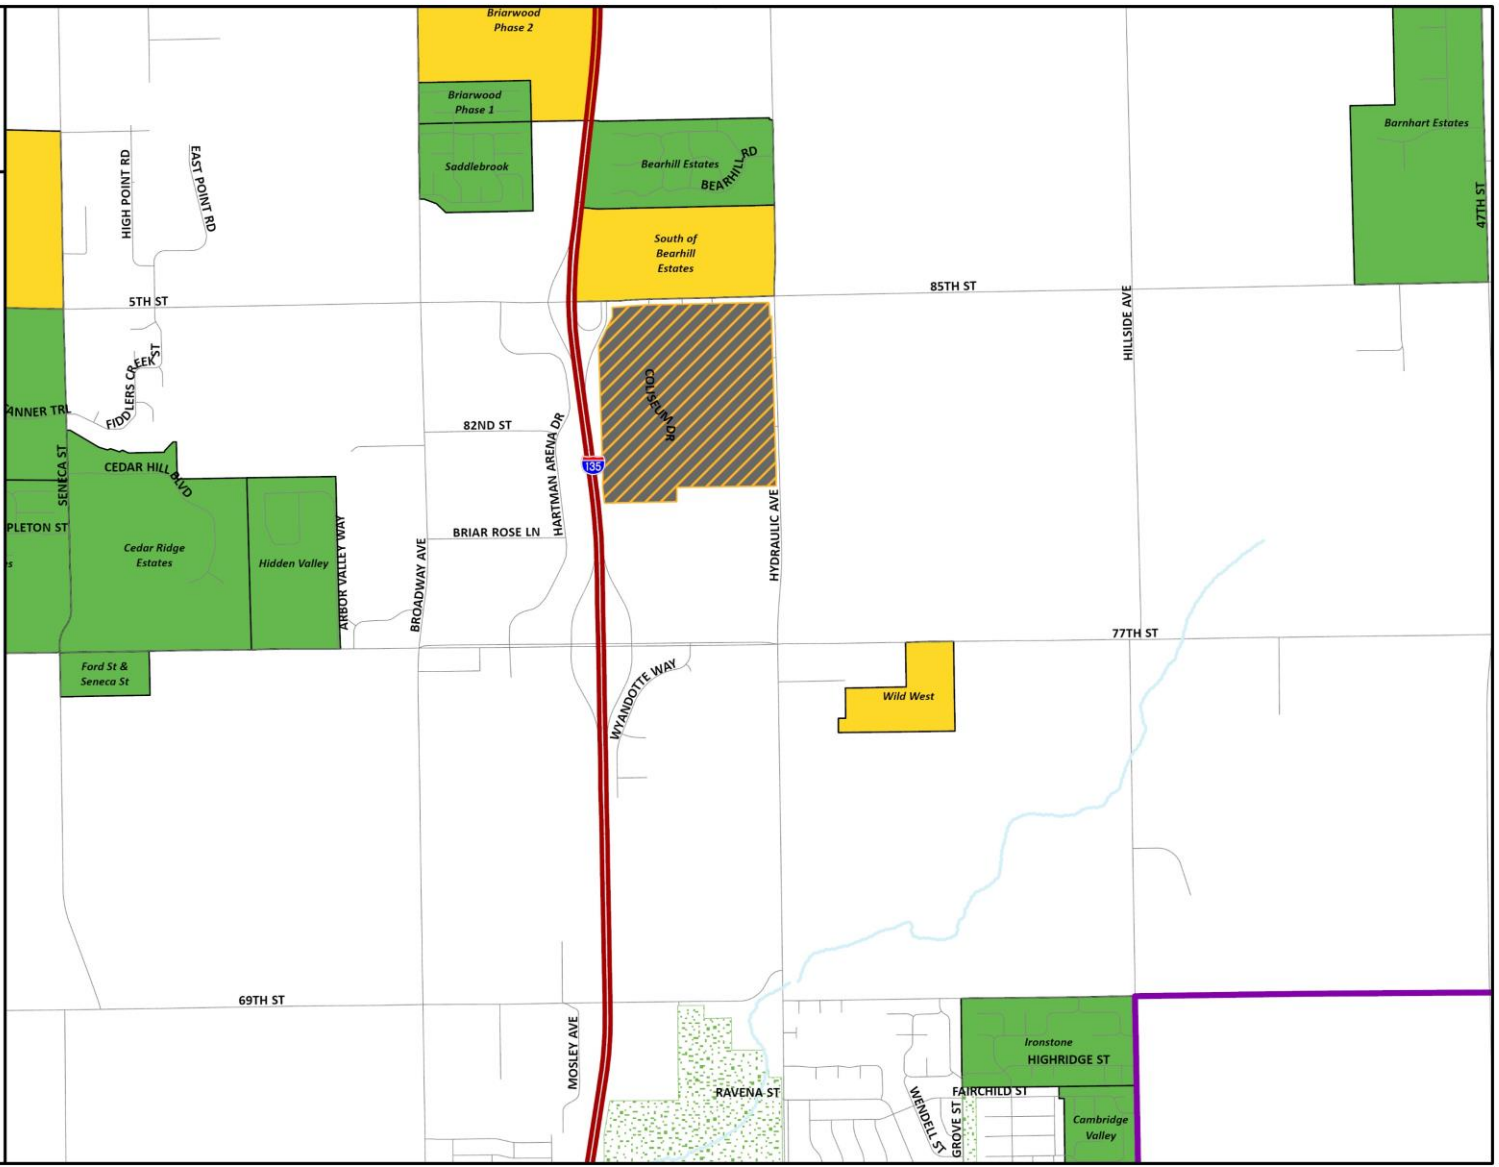 Briarwood
Phase 2
Briarwood
Phase 1
Saddlebrook
Bearhill Estates
BEARHILL RD
Barnhart Estates
47TH ST
HIGH POINT RD
EAST POINT RD
South of
Bearhill
Estates
5TH ST
85TH ST
HILLSIDE AVE
FIDDLERS CREEK ST
COLISEUM DR
ANNER TRL
82ND ST
HARTMAN ARENA DR
135
SENECA ST
CEDAR HILL BLVD
PLETON ST
Cedar Ridge
Estates
Hidden Valley
ARBOR VALLEY WAY
BROADWAY AVE
BRIAR ROSE LN
HYDRAULIC AVE
77TH ST
Ford St &
Seneca St
WYANDOTTE WAY
Wild West
69TH ST
MOSLEY AVE
RAVENA ST
Ironstone
HIGHRIDGE ST
FAIRCHILD ST
WENDELL ST
GROVE ST
Cambridge
Valley